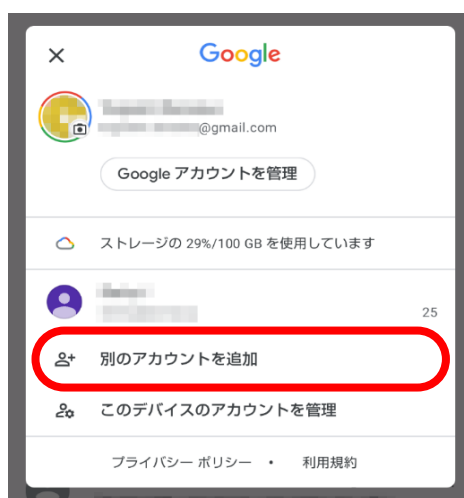 Google
@gmail.com
Google アカウントを管理
ストレージの 29%/100 GB を使用しています
25
別のアカウントを追加
このデバイスのアカウントを管理
プライバシー ポリシー • 利用規約